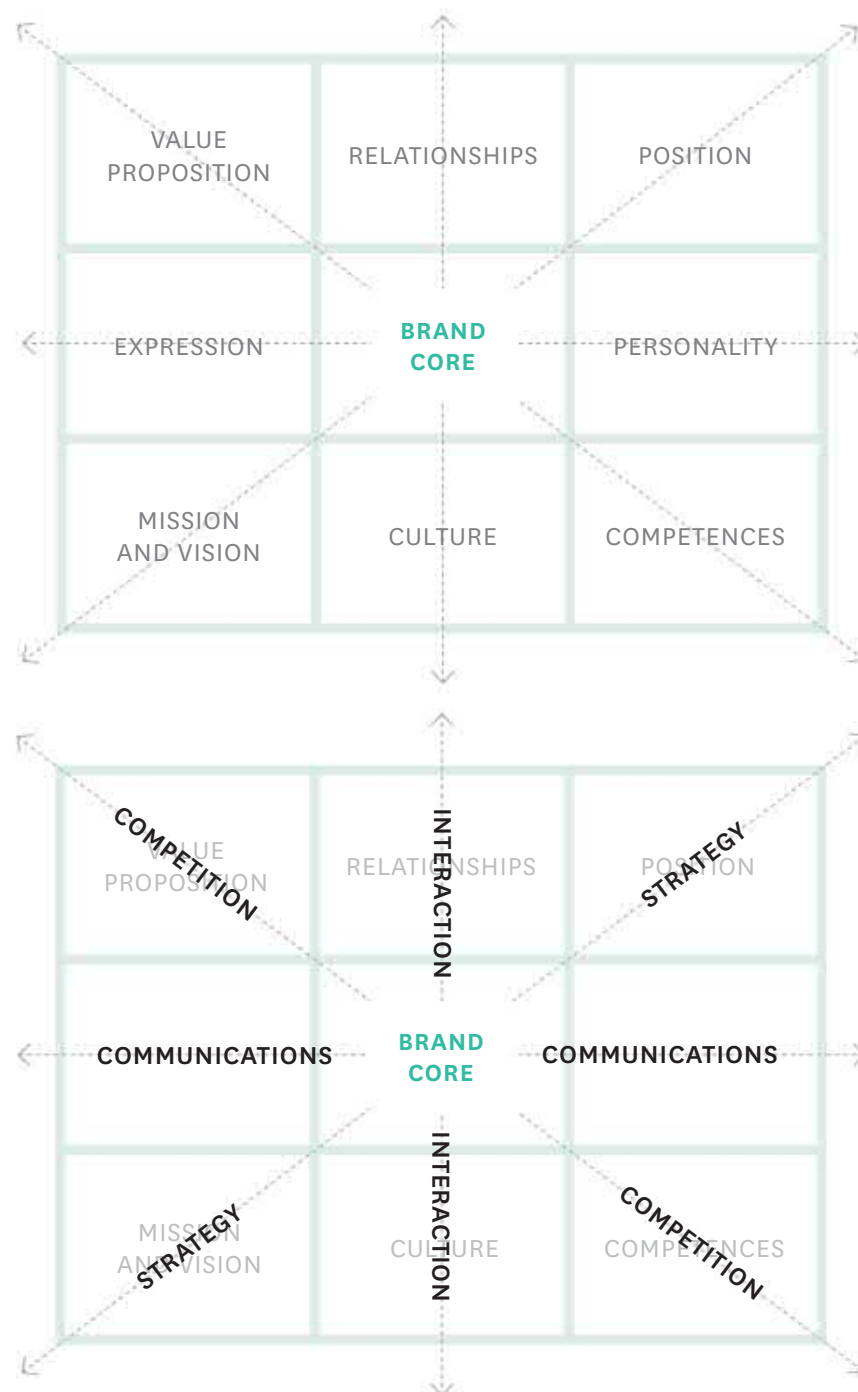 VALUE
PROPOSITION
RELATIONSHIPS
POSITION
EXPRESSION
BRAND
CORE
PERSONALITY
MISSION
AND VISION
CULTURE
COMPETENCES
COMPETITION
VALUE
PROPOSITION
INTERACTION
RELATIONSHIPS
STRATEGY
POSITION
COMMUNICATIONS
BRAND
CORE
COMMUNICATIONS
STRATEGY
MISSION
AND VISION
INTERACTION
CULTURE
COMPETITION
COMPETENCES